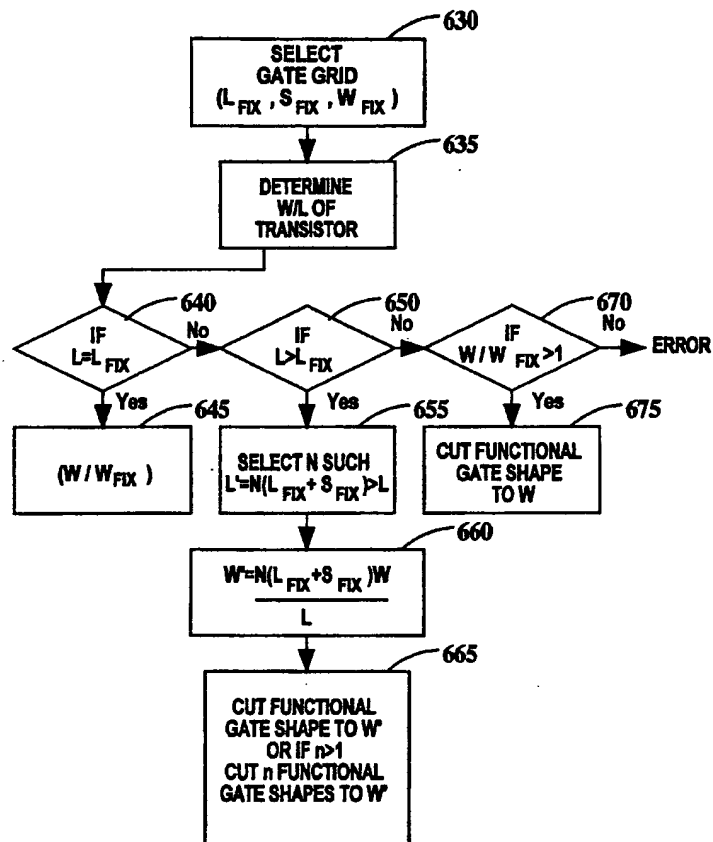 630
SELECT
GATE GRID
(L FIX , S FIX , W FIX )
635
DETERMINE
W/L OF
TRANSISTOR
640
IF
L=L FIX
No
Yes
650
IF
L>L FIX
No
Yes
670
IF
W / W FIX >1
No
ERROR
Yes
645
(W / W FIX )
655
SELECT N SUCH
L'=N(L FIX + S FIX )>L
675
CUT FUNCTIONAL
GATE SHAPE
TO W
660
W'=N(L FIX +S FIX )W
L
665
CUT FUNCTIONAL
GATE SHAPE TO W'
OR IF n>1
CUT n FUNCTIONAL
GATE SHAPES TO W'